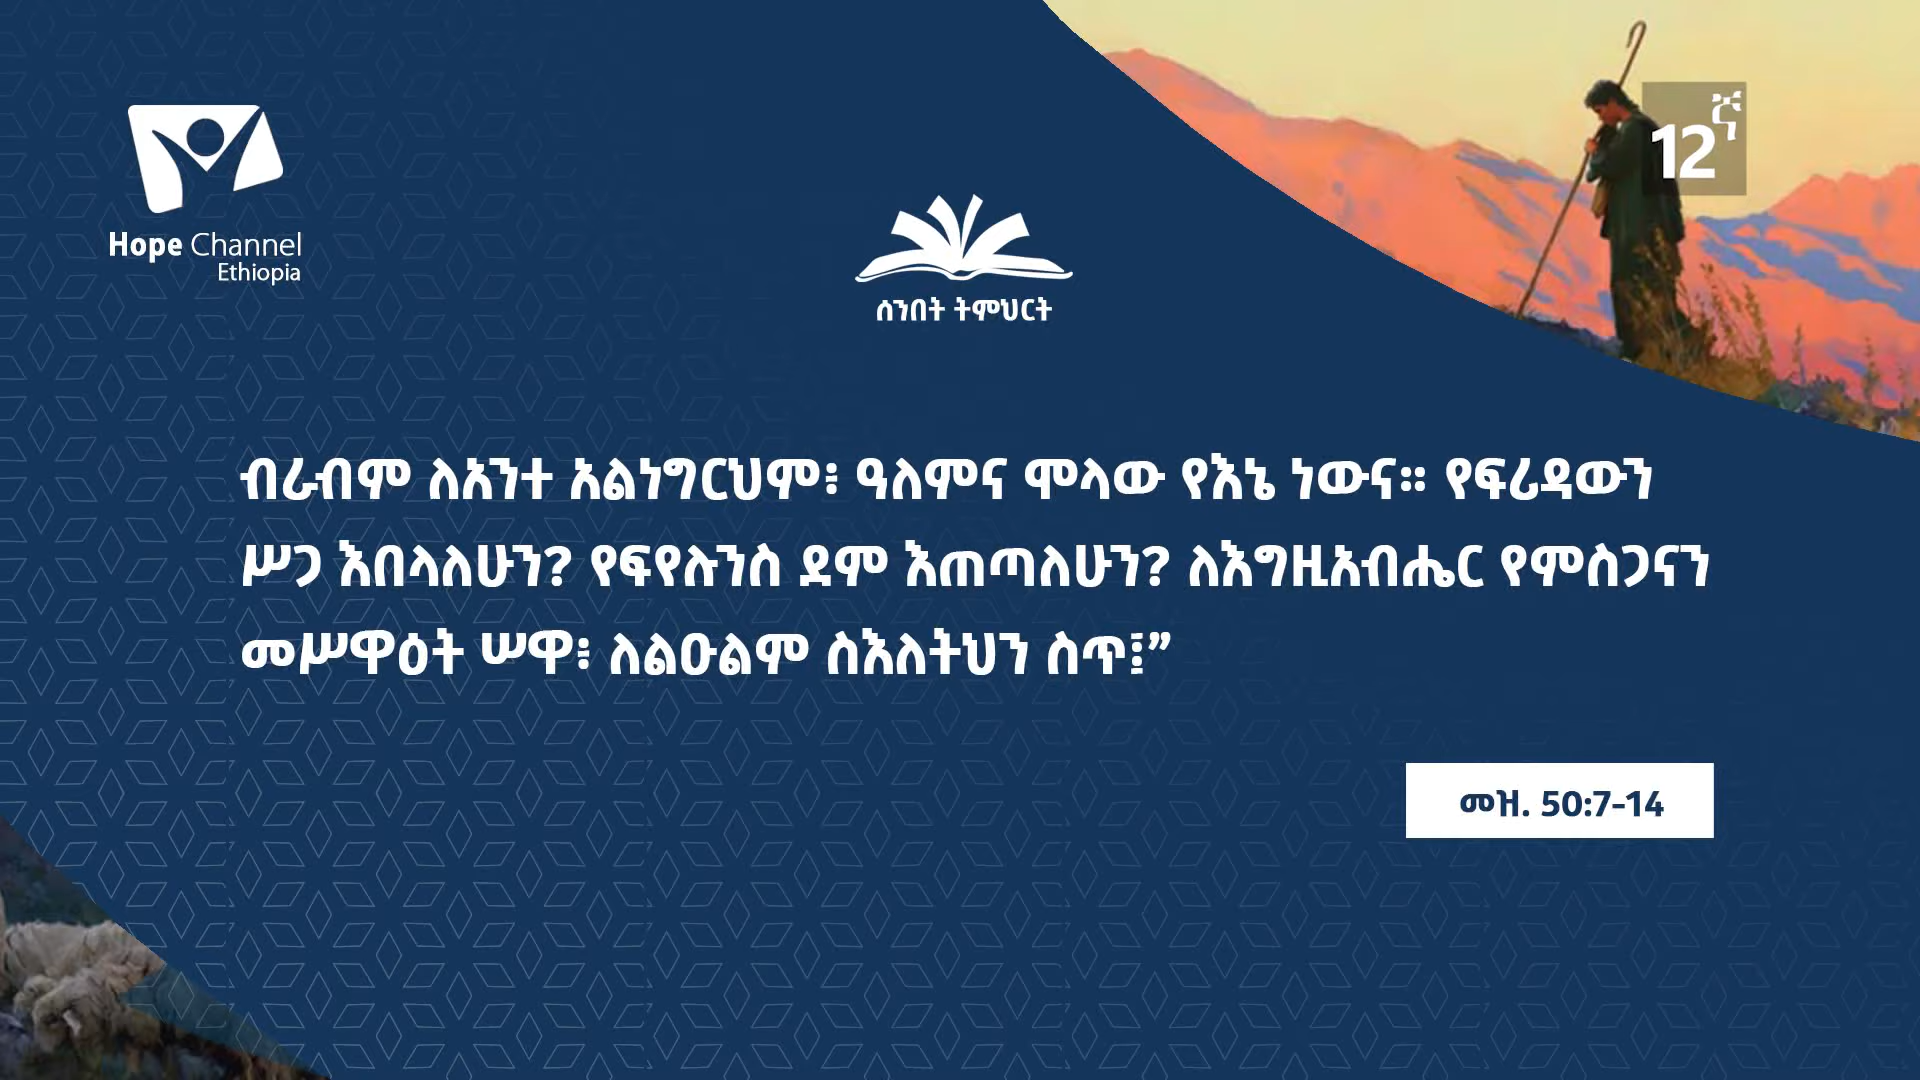 Hope Channel
Ethiopia
12ኛ
ሰንበት ትምህርት
ብራብም ለአንተ አልነግርህም፥ ዓለምና ሞላው የእኔ ነውና። የፍሪዳውን
ሥጋ እበላለሁን? የፍየሉንስ ደም እጠጣለሁን? ለእግዚአብሔር የምስጋናን
መሥዋዕት ሠዋ፥ ለልዑልም ስእለትህን ስጥ፤”
መዝ. 50:7-14